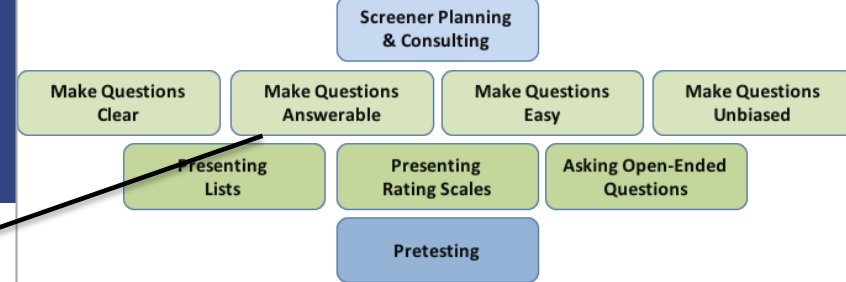 Screener Planning
& Consulting
Make Questions
Clear
Make Questions
Answerable
Make Questions
Easy
Make Questions
Unbiased
Presenting
Lists
Presenting
Rating Scales
Asking Open-Ended
Questions
Pretesting